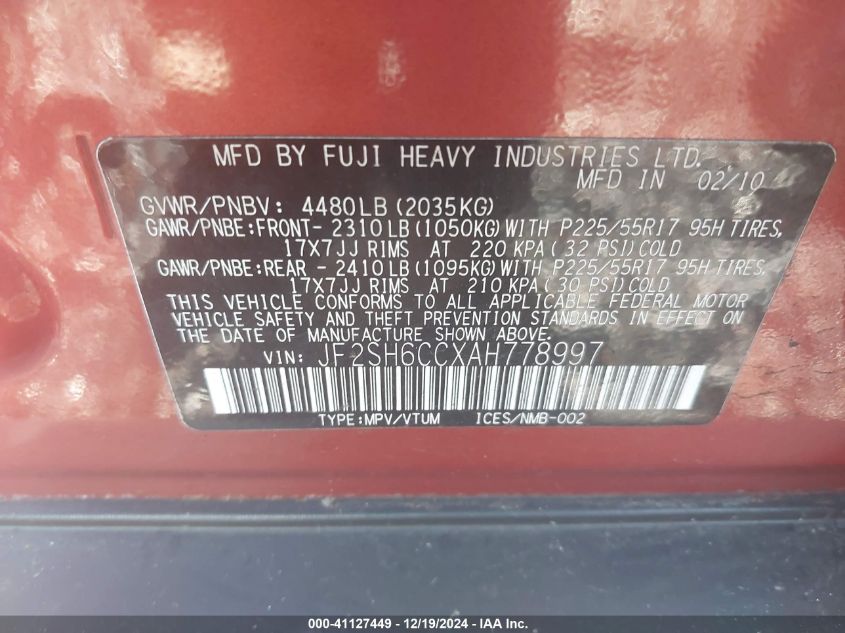 MFD BY FUJI HEAVY INDUSTRIES LTD.
MFD IN 02/10
GVWR/PNBV: 4480LB (2035KG)
GAWR/PNBE:FRONT- 2310LB (1050KG) WITH P225/55R17 95H TIRES,
17X7JJ RIMS AT 220 KPA (32 PSI) COLD
GAWR/PNBE:REAR - 2410LB (1095KG) WITH P225/55R17 95H TIRES,
17X7JJ RIMS AT 210 KPA (30 PSI) COLD
THIS VEHICLE CONFORMS TO ALL APPLICABLE FEDERAL MOTOR
VEHICLE SAFETY AND THEFT PREVENTION STANDARDS IN EFFECT ON
THE DATE OF MANUFACTURE SHOWN ABOVE.
VIN: JF2SH6CCXAH778997
TYPE:MPV/VTUM ICES/NMB-002
000-41127449 - 12/19/2024 - IAA Inc.